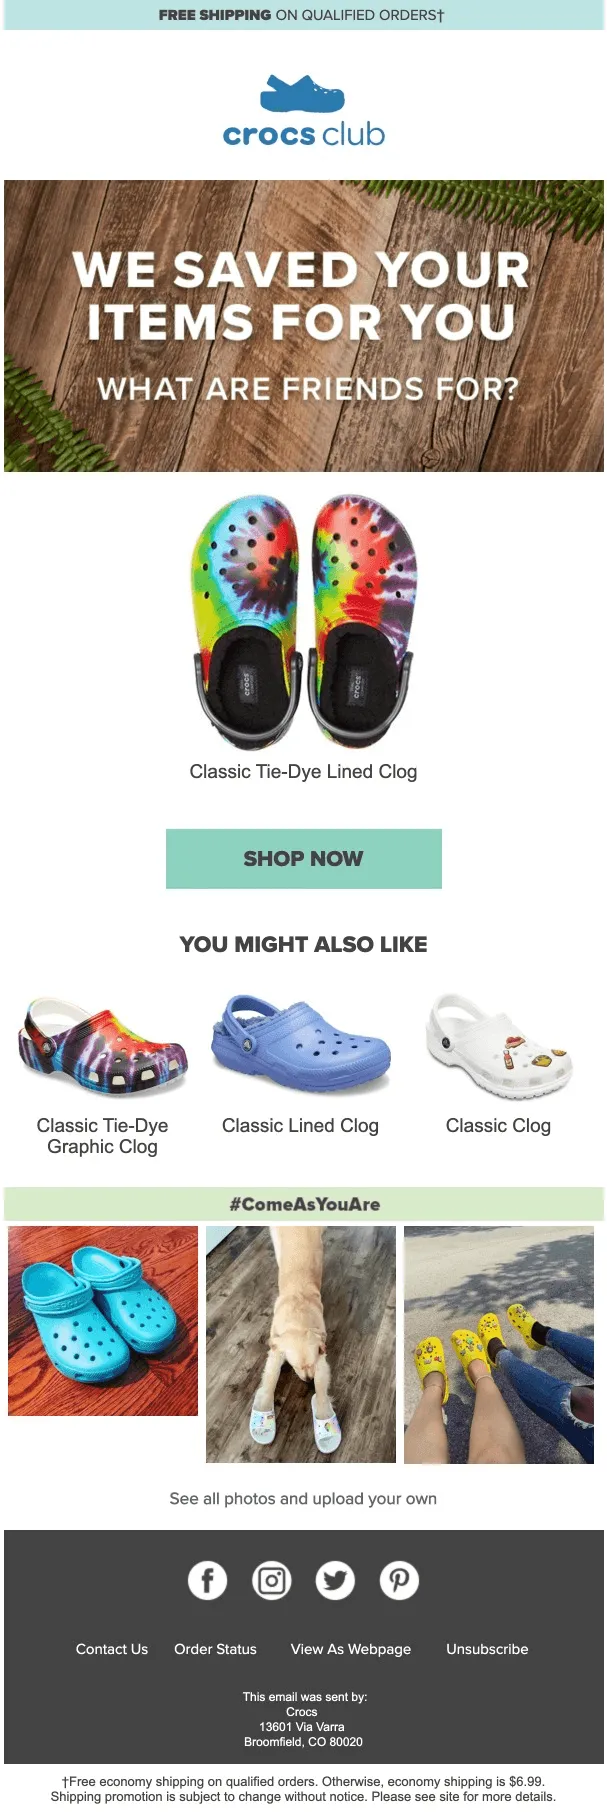 FREE SHIPPING ON QUALIFIED ORDERS†
crocs club
WE SAVED YOUR
ITEMS FOR YOU
WHAT ARE FRIENDS FOR?
crocs
crocs
Classic Tie-Dye Lined Clog
SHOP NOW
YOU MIGHT ALSO LIKE
Classic Tie-Dye
Graphic Clog
Classic Lined Clog
Classic Clog
#ComeAsYouAre
See all photos and upload your own
Contact Us Order Status View As Webpage Unsubscribe
This email was sent by:
Crocs
13601 Via Varra
Broomfield, CO 80020
†Free economy shipping on qualified orders. Otherwise, economy shipping is $6.99.
Shipping promotion is subject to change without notice. Please see site for more details.